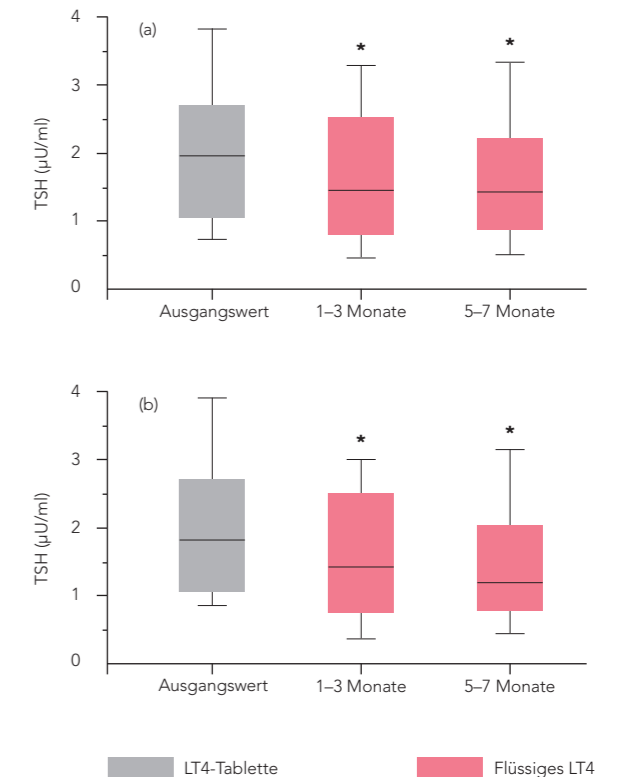 (a)
TSH (µU/ml)
4
3
2
1
0
*
*
Ausgangswert
1–3 Monate
5–7 Monate
(b)
TSH (µU/ml)
4
3
2
1
0
*
*
Ausgangswert
1–3 Monate
5–7 Monate
LT4-Tablette
Flüssiges LT4